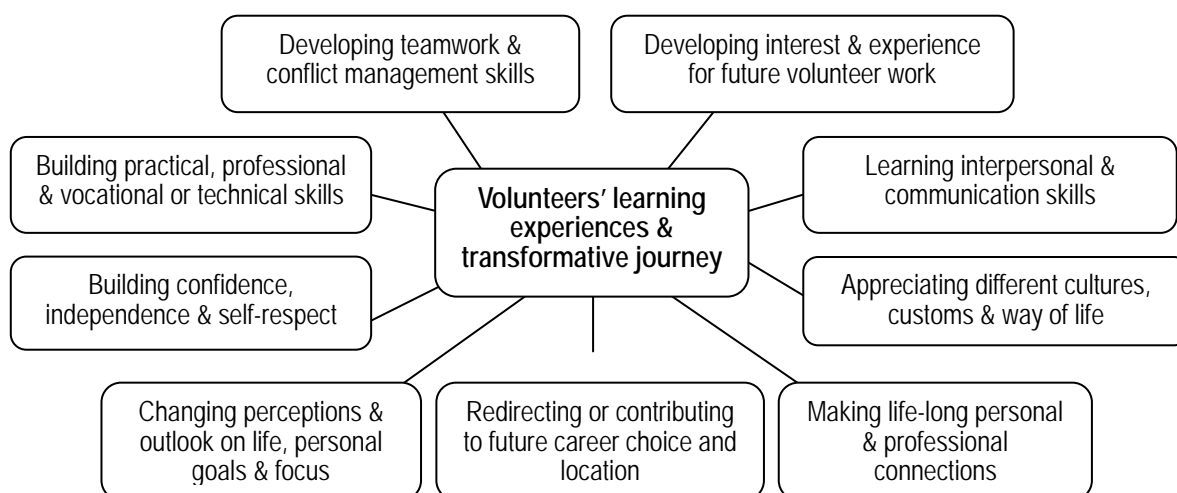 Developing teamwork &
conflict management skills
Developing interest & experience
for future volunteer work
Building practical, professional
& vocational or technical skills
Volunteers’ learning
experiences &
transformative journey
Learning interpersonal &
communication skills
Building confidence,
independence & self-respect
Appreciating different cultures,
customs & way of life
Changing perceptions &
outlook on life, personal
goals & focus
Redirecting or contributing
to future career choice and
location
Making life-long personal
& professional
connections